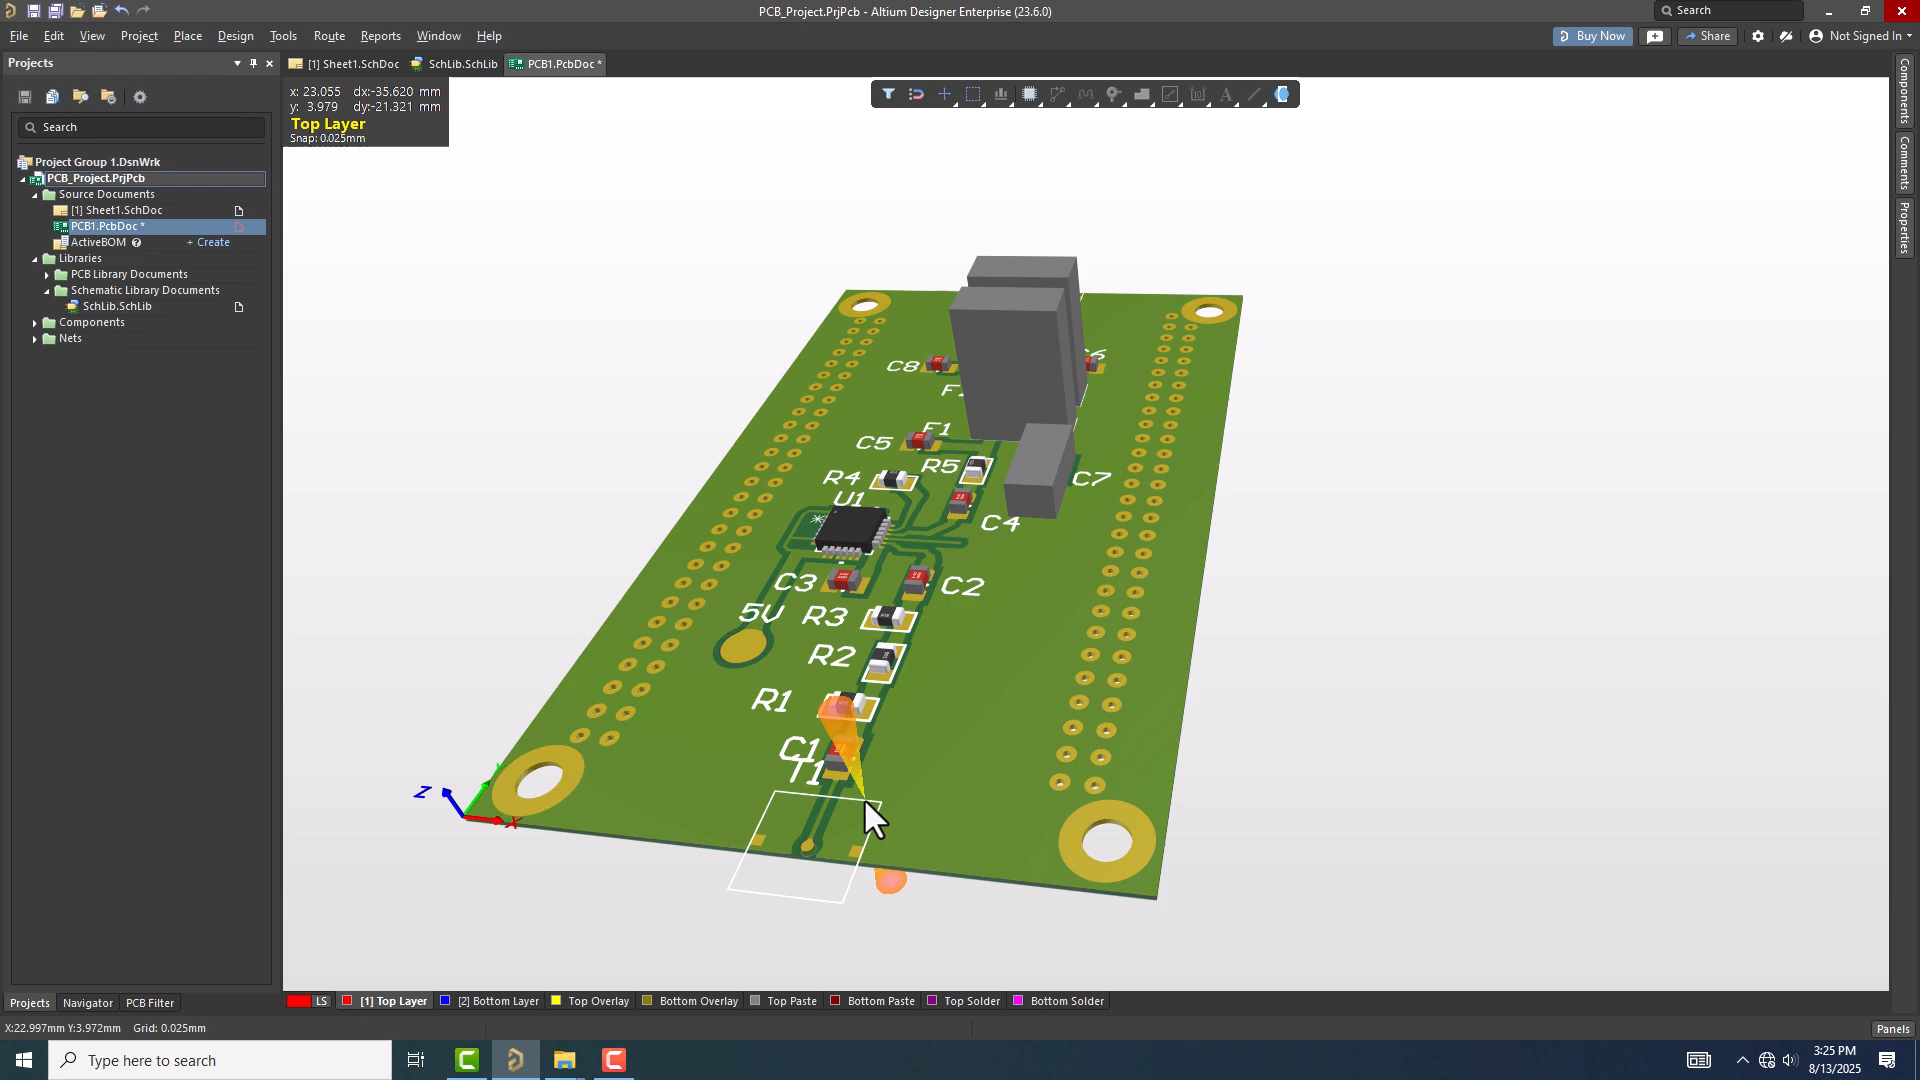 PCB_Project.PrjPcb - Altium Designer Enterprise (23.6.0)
Search
File Edit View Project Place Design Tools Route Reports Window Help
Buy Now Share Not Signed In
Projects
[1] Sheet1.SchDoc SchLib.SchLib PCB1.PcbDoc *
x: 23.055 dx:-35.620 mm
y: 3.979 dy:-21.321 mm
Top Layer
Snap: 0.025mm
Search
Project Group 1.DsnWrk
PCB_Project.PrjPcb
Source Documents
[1] Sheet1.SchDoc
PCB1.PcbDoc *
ActiveBOM + Create
Libraries
PCB Library Documents
Schematic Library Documents
SchLib.SchLib
Components
Nets
Components
Comments
Properties
C8
F1
C5
R5
R4
C7
U1
C4
C3
C2
5V
R3
R2
R1
C1
T1
Z
X
Projects Navigator PCB Filter
LS [1] Top Layer [2] Bottom Layer Top Overlay Bottom Overlay Top Paste Bottom Paste Top Solder Bottom Solder
X:22.997mm Y:3.972mm Grid: 0.025mm
Panels
Type here to search
3:25 PM
8/13/2025